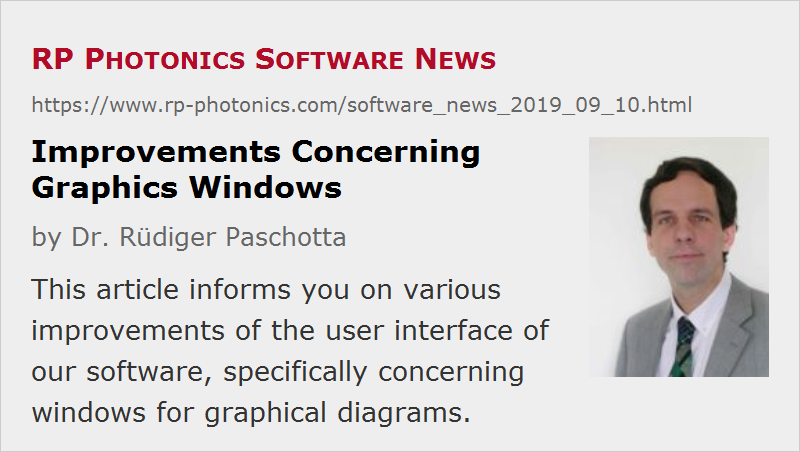 RP Photonics Software News
https://www.rp-photonics.com/software_news_2019_09_10.html
Improvements Concerning
Graphics Windows
by Dr. Rüdiger Paschotta
This article informs you on various
improvements of the user interface of
our software, specifically concerning
windows for graphical diagrams.